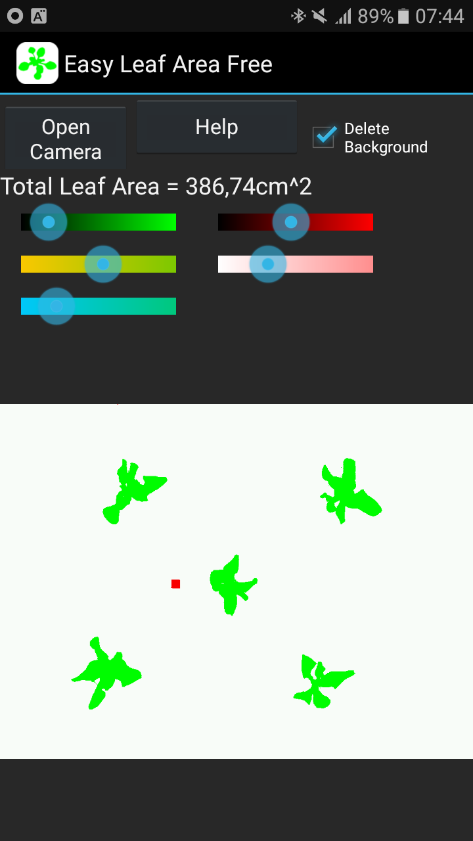 A
89% 07:44
Easy Leaf Area Free
Open
Camera
Help
Delete
Background
Total Leaf Area = 386,74cm^2